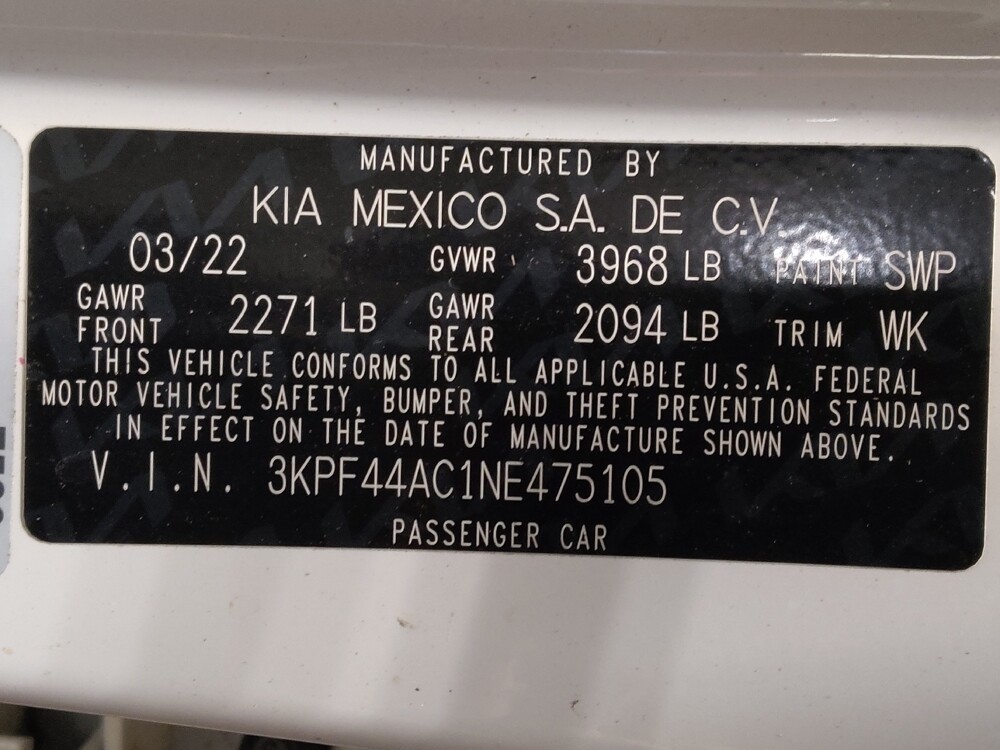 MANUFACTURED BY
KIA MEXICO S.A. DE C.V.
03/22 GVWR 3968 LB PAINT SWP
GAWR FRONT 2271 LB GAWR REAR 2094 LB TRIM WK
THIS VEHICLE CONFORMS TO ALL APPLICABLE U.S.A. FEDERAL
MOTOR VEHICLE SAFETY, BUMPER, AND THEFT PREVENTION STANDARDS
IN EFFECT ON THE DATE OF MANUFACTURE SHOWN ABOVE.
V.I.N. 3KPF44AC1NE475105
PASSENGER CAR